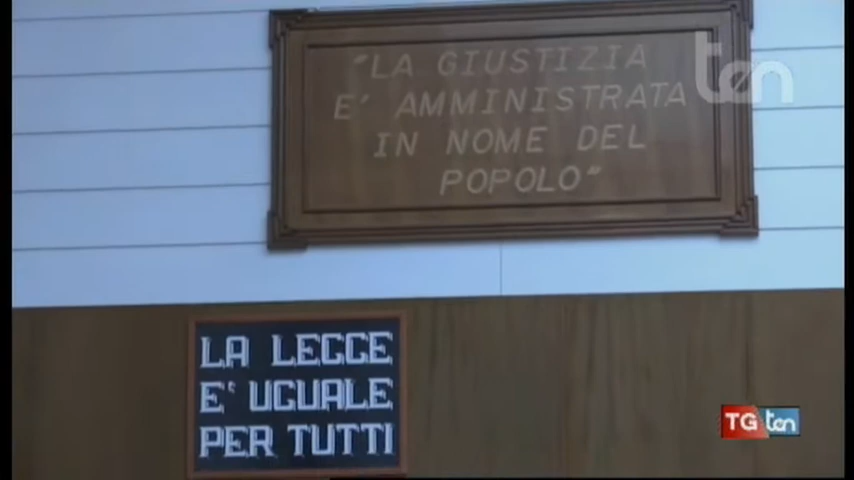 "LA GIUSTIZIA
E' AMMINISTRATA
IN NOME DEL
POPOLO"
ten
LA LEGGE
E' UGUALE
PER TUTTI
TG ten